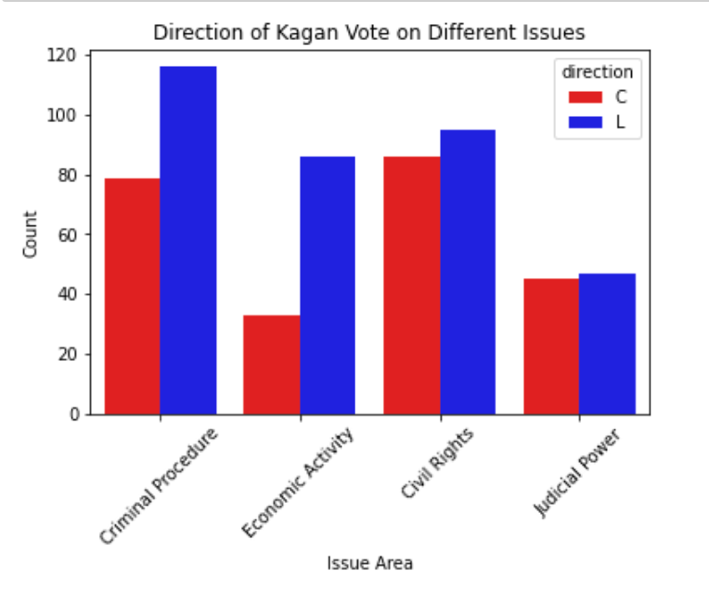 Direction of Kagan Vote on Different Issues
direction
C
L
120
100
80
60
40
20
0
Count
Criminal Procedure
Economic Activity
Civil Rights
Judicial Power
Issue Area